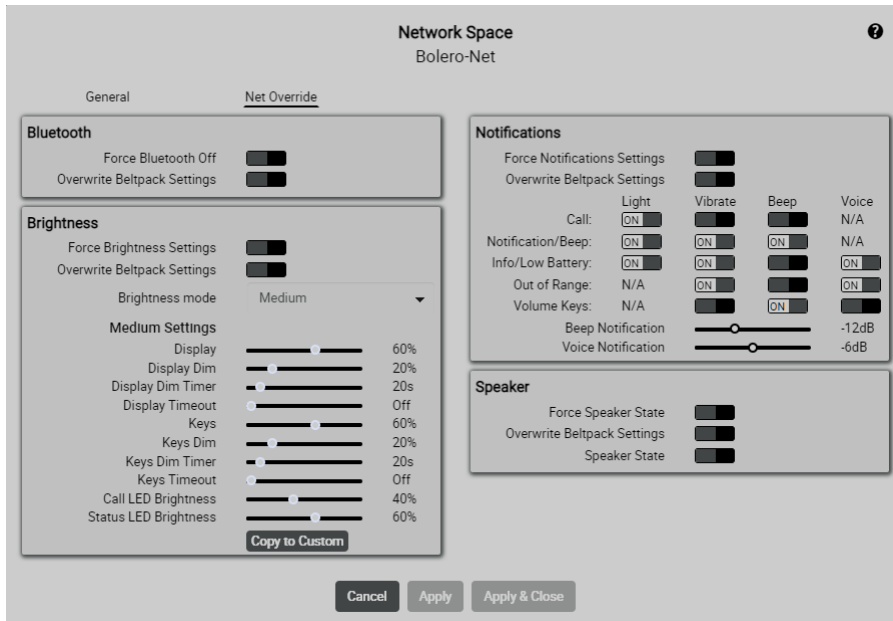 Network Space
Bolero-Net
General Net Override
Bluetooth
Force Bluetooth Off
Overwrite Beltpack Settings
Brightness
Force Brightness Settings
Overwrite Beltpack Settings
Brightness mode Medium
Medium Settings
Display 60%
Display Dim 20%
Display Dim Timer 20s
Display Timeout Off
Keys 60%
Keys Dim 20%
Keys Dim Timer 20s
Keys Timeout Off
Call LED Brightness 40%
Status LED Brightness 60%
Copy to Custom
Notifications
Force Notifications Settings
Overwrite Beltpack Settings
Light Vibrate Beep Voice
Call: ON N/A
Notification/Beep: ON ON ON N/A
Info/Low Battery: ON ON ON
Out of Range: N/A ON ON
Volume Keys: N/A ON
Beep Notification -12dB
Voice Notification -6dB
Speaker
Force Speaker State
Overwrite Beltpack Settings
Speaker State
Cancel Apply Apply & Close